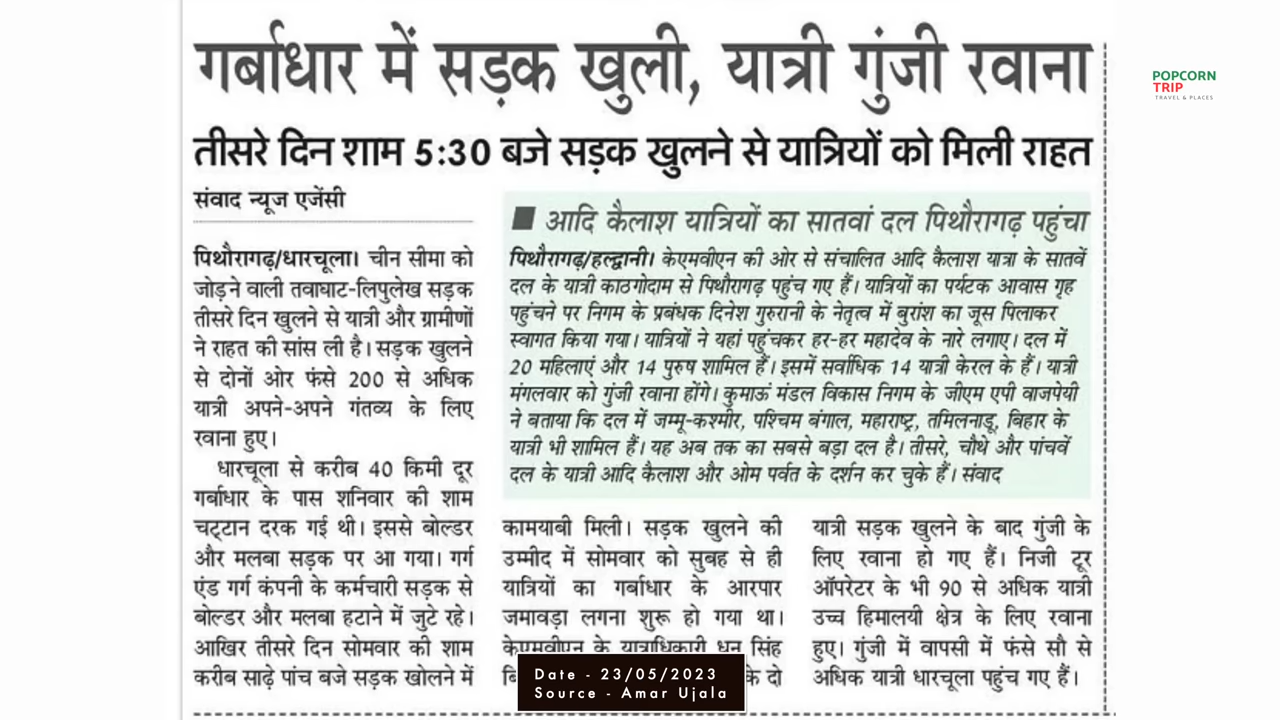 गर्बाधार में सड़क खुली, यात्री गुंजी रवाना
तीसरे दिन शाम 5:30 बजे सड़क खुलने से यात्रियों को मिली राहत
संवाद न्यूज एजेंसी
पिथौरागढ़/धारचूला। चीन सीमा को
जोड़ने वाली तवाघाट-लिपुलेख सड़क
तीसरे दिन खुलने से यात्री और ग्रामीणों
ने राहत की सांस ली है। सड़क खुलने
से दोनों ओर फंसे 200 से अधिक
यात्री अपने-अपने गंतव्य के लिए
रवाना हुए।
धारचूला से करीब 40 किमी दूर
गर्बाधार के पास शनिवार की शाम
चट्टान दरक गई थी। इससे बोल्डर
और मलबा सड़क पर आ गया। गर्ग
एंड गर्ग कंपनी के कर्मचारी सड़क से
बोल्डर और मलबा हटाने में जुटे रहे।
आखिर तीसरे दिन सोमवार की शाम
करीब साढ़े पांच बजे सड़क खोलने में
आदि कैलाश यात्रियों का सातवां दल पिथौरागढ़ पहुंचा
पिथौरागढ़/हल्द्वानी। केएमवीएन की ओर से संचालित आदि कैलाश यात्रा के सातवें
दल के यात्री काठगोदाम से पिथौरागढ़ पहुंच गए हैं। यात्रियों का पर्यटक आवास गृह
पहुंचने पर निगम के प्रबंधक दिनेश गुरुरानी के नेतृत्व में बुरांश का जूस पिलाकर
स्वागत किया गया। यात्रियों ने यहां पहुंचकर हर-हर महादेव के नारे लगाए। दल में
20 महिलाएं और 14 पुरुष शामिल हैं। इसमें सर्वाधिक 14 यात्री केरल के हैं। यात्री
मंगलवार को गुंजी रवाना होंगे। कुमाऊं मंडल विकास निगम के जीएम एपी वाजपेयी
ने बताया कि दल में जम्मू-कश्मीर, पश्चिम बंगाल, महाराष्ट्र, तमिलनाडू, बिहार के
यात्री भी शामिल हैं। यह अब तक का सबसे बड़ा दल है। तीसरे, चौथे और पांचवें
दल के यात्री आदि कैलाश और ओम पर्वत के दर्शन कर चुके हैं। संवाद
कामयाबी मिली। सड़क खुलने की
उम्मीद में सोमवार को सुबह से ही
यात्रियों का गर्बाधार के आरपार
जमावड़ा लगना शुरू हो गया था।
केएमवीएन के यात्राधिकारी धन सिंह
के दो
यात्री सड़क खुलने के बाद गुंजी के
लिए रवाना हो गए हैं। निजी टूर
ऑपरेटर के भी 90 से अधिक यात्री
उच्च हिमालयी क्षेत्र के लिए रवाना
हुए। गुंजी में वापसी में फंसे सौ से
अधिक यात्री धारचूला पहुंच गए हैं।
Date - 23/05/2023
Source - Amar Ujala
POPCORN
TRIP
TRAVEL & PLACES